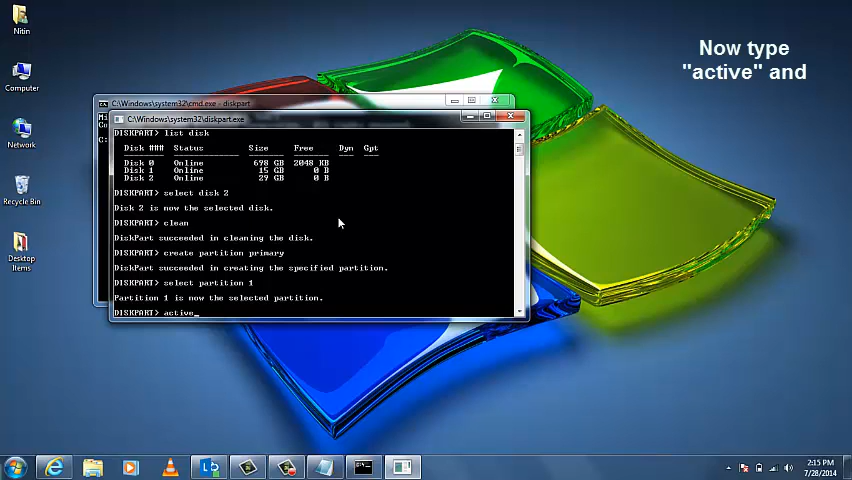 Nitin
Computer
Network
Recycle Bin
Desktop
Items
Now type
"active" and
C:\Windows\system32\cmd.exe - diskpart
Mi
Co
C:
C:\Windows\system32\diskpart.exe
DISKPART> list disk
Disk ### Status Size Free Dyn Gpt
-------- ------------- ------- ------- --- ---
Disk 0 Online 698 GB 2048 KB
Disk 1 Online 15 GB 0 B
Disk 2 Online 29 GB 0 B
DISKPART> select disk 2
Disk 2 is now the selected disk.
DISKPART> clean
DiskPart succeeded in cleaning the disk.
DISKPART> create partition primary
DiskPart succeeded in creating the specified partition.
DISKPART> select partition 1
Partition 1 is now the selected partition.
DISKPART> active_
2:15 PM
7/28/2014